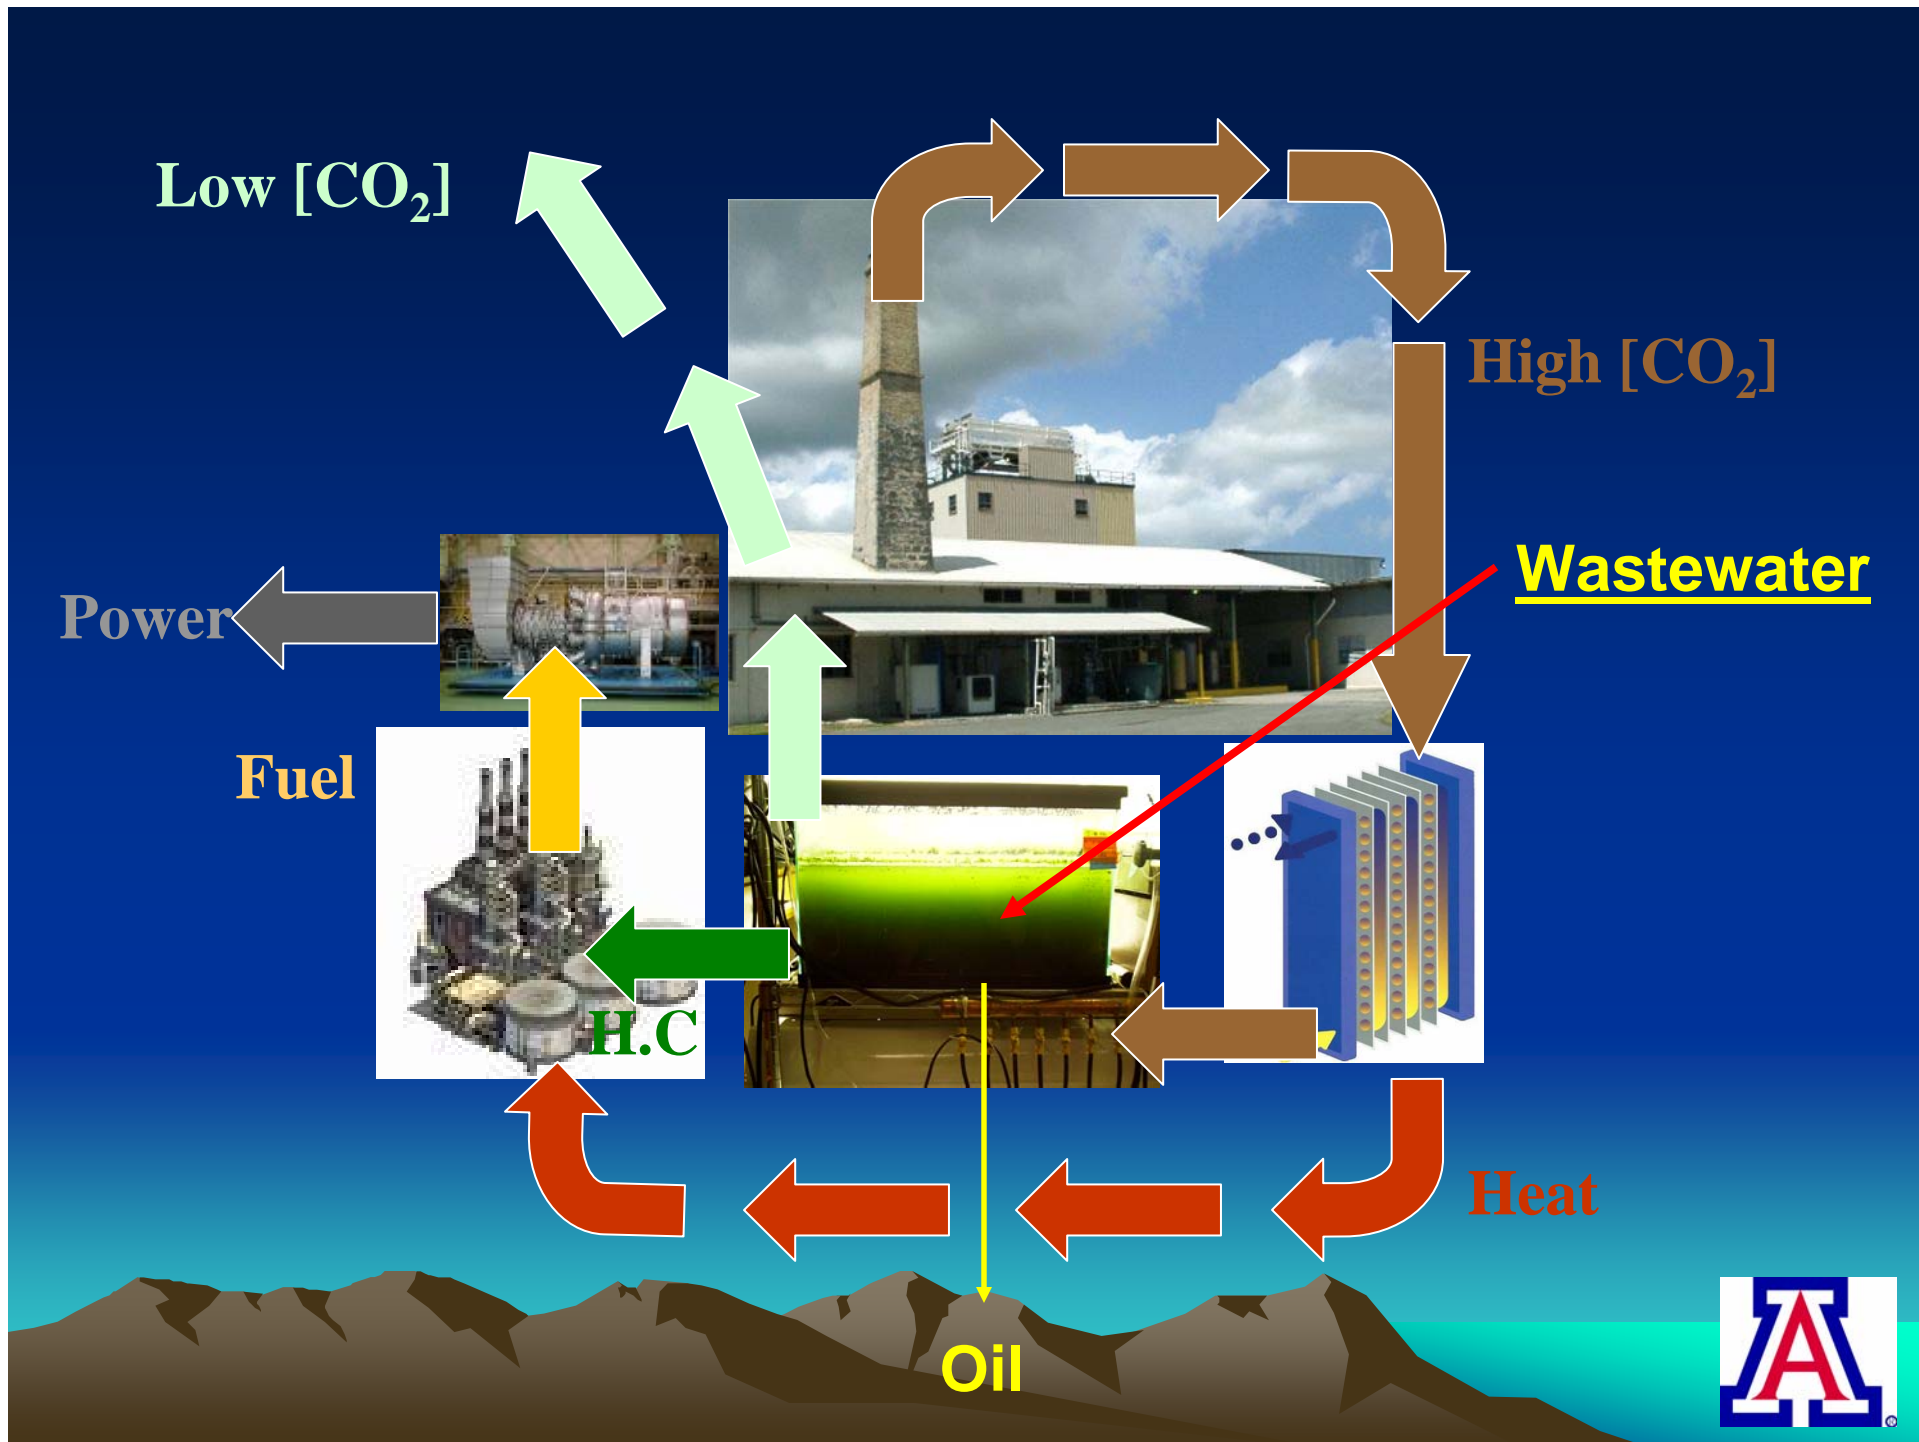 Low [CO₂]
High [CO₂]
Wastewater
Power
Fuel
H.C
Heat
Oil
A
®